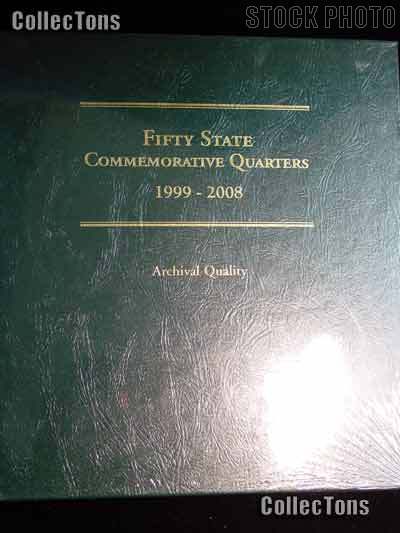 CollecTons
STOCK PHOTO
FIFTY STATE
COMMEMORATIVE QUARTERS
1999 - 2008
Archival Quality
CollecTons